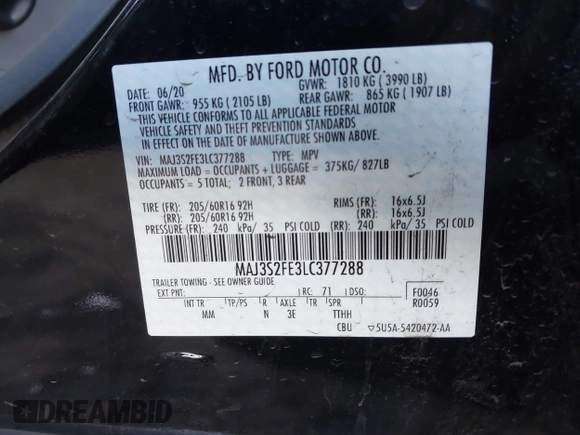 MFD. BY FORD MOTOR CO.
DATE: 06/20 GVWR: 1810 KG ( 3990 LB)
FRONT GAWR: 955 KG ( 2105 LB) REAR GAWR: 865 KG ( 1907 LB)
THIS VEHICLE CONFORMS TO ALL APPLICABLE FEDERAL MOTOR
VEHICLE SAFETY AND THEFT PREVENTION STANDARDS
IN EFFECT ON THE DATE OF MANUFACTURE SHOWN ABOVE.
VIN: MAJ3S2FE3LC377288 TYPE: MPV
MAXIMUM LOAD = OCCUPANTS + LUGGAGE = 375KG/ 827LB
OCCUPANTS = 5 TOTAL; 2 FRONT, 3 REAR
TIRE (FR): 205/60R16 92H RIMS (FR): 16x6.5J
(RR): 205/60R16 92H (RR): 16x6.5J
PRESSURE (FR): 240 kPa/ 35 PSI COLD (RR): 240 kPa/ 35 PSI COLD
MAJ3S2FE3LC377288
TRAILER TOWING - SEE OWNER GUIDE
EXT PNT: RC: 71 DSO: F0046
INT TR TP/PS R AXLE TR SPR R0059
MM N 3E TTHH
CBU ▽5U5A-5420472-AA
DREAMBID